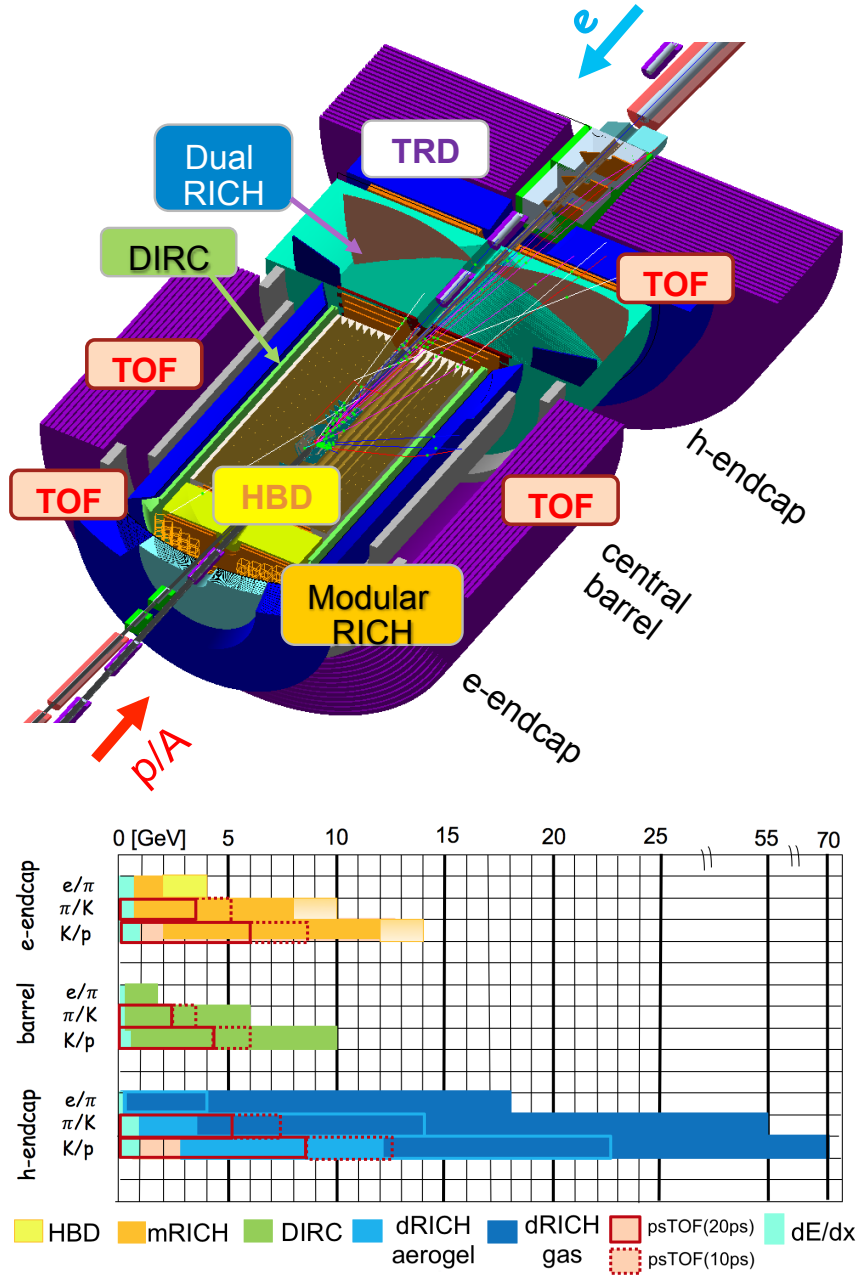 e
Dual
RICH
TRD
DIRC
TOF
TOF
TOF
HBD
TOF
Modular
RICH
h-endcap
central
barrel
e-endcap
p/A
0 [GeV] 5 10 15 20 25 55 70
e-endcap
e/π
π/K
K/p
barrel
e/π
π/K
K/p
h-endcap
e/π
π/K
K/p
HBD
mRICH
DIRC
dRICH
aerogel
dRICH
gas
psTOF(20ps)
psTOF(10ps)
dE/dx